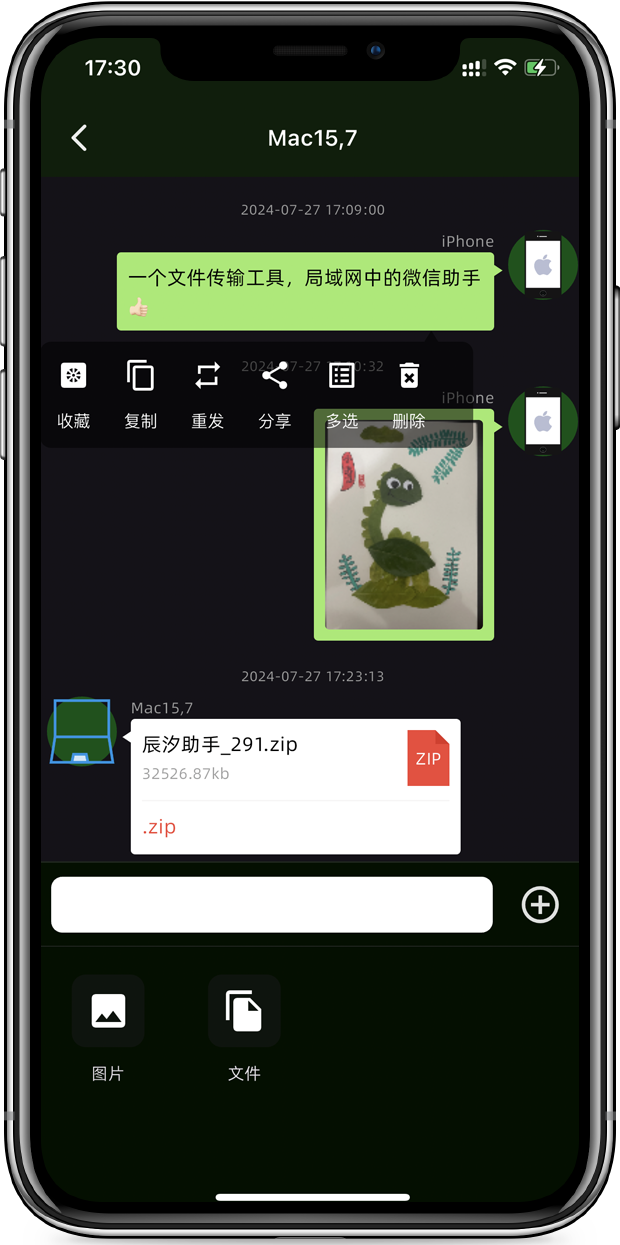 17:30
Mac15,7
2024-07-27 17:09:00
iPhone
一个文件传输工具，局域网中的微信助手
👍🏻
2024-07-27 17:10:32
iPhone
收藏 复制 重发 分享 多选 删除
2024-07-27 17:23:13
Mac15,7
辰汐助手_291.zip
ZIP
32526.87kb
.zip
图片 文件